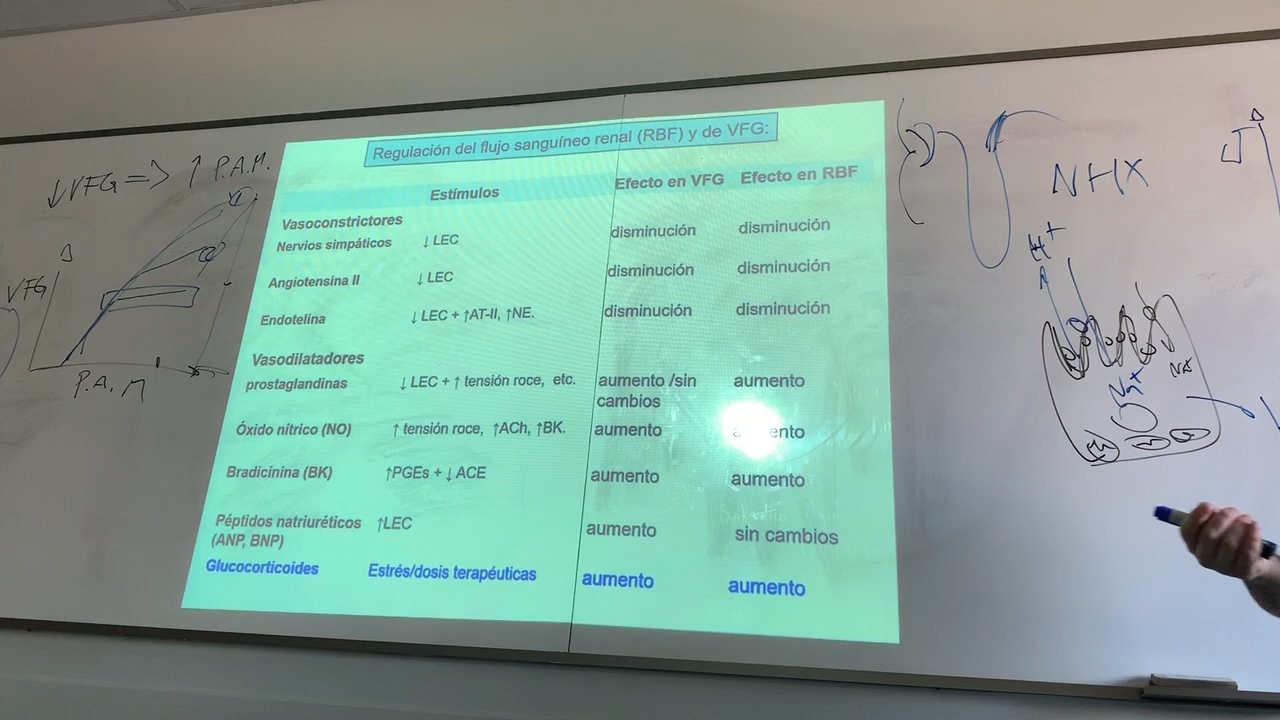 Regulación del flujo sanguíneo renal (RBF) y de VFG:
Estímulos Efecto en VFG Efecto en RBF
Vasoconstrictores
Nervios simpáticos ↓ LEC disminución disminución
Angiotensina II ↓ LEC disminución disminución
Endotelina ↓ LEC + ↑AT-II, ↑NE. disminución disminución
Vasodilatadores
prostaglandinas ↓ LEC + ↑ tensión roce, etc. aumento /sin aumento
cambios
Óxido nítrico (NO) ↑ tensión roce, ↑ACh, ↑BK. aumento
Bradicinina (BK) ↑PGEs + ↓ ACE aumento aumento
Péptidos natriuréticos ↑LEC aumento sin cambios
(ANP, BNP)
Glucocorticoides Estrés/dosis terapéuticas aumento aumento
↓VFG => ↑ P.A.M.
VFG
P.A.M
NHX
H+